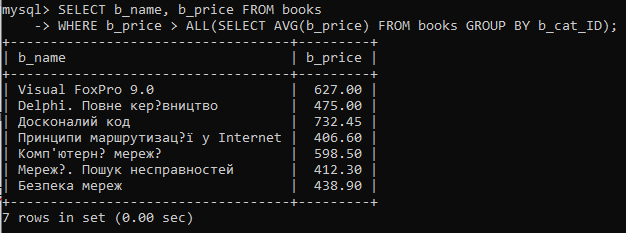 mysql> SELECT b_name, b_price FROM books
    -> WHERE b_price > ALL(SELECT AVG(b_price) FROM books GROUP BY b_cat_ID);
+-----------------------------------+---------+
| b_name                            | b_price |
+-----------------------------------+---------+
| Visual FoxPro 9.0                 |  627.00 |
| Delphi. Повне кер?вництво         |  475.00 |
| Досконалий код                    |  732.45 |
| Принципи маршрутизац?ї у Internet |  406.60 |
| Комп'ютерн? мереж?                |  598.50 |
| Мереж?. Пошук несправностей       |  412.30 |
| Безпека мереж                     |  438.90 |
+-----------------------------------+---------+
7 rows in set (0.00 sec)